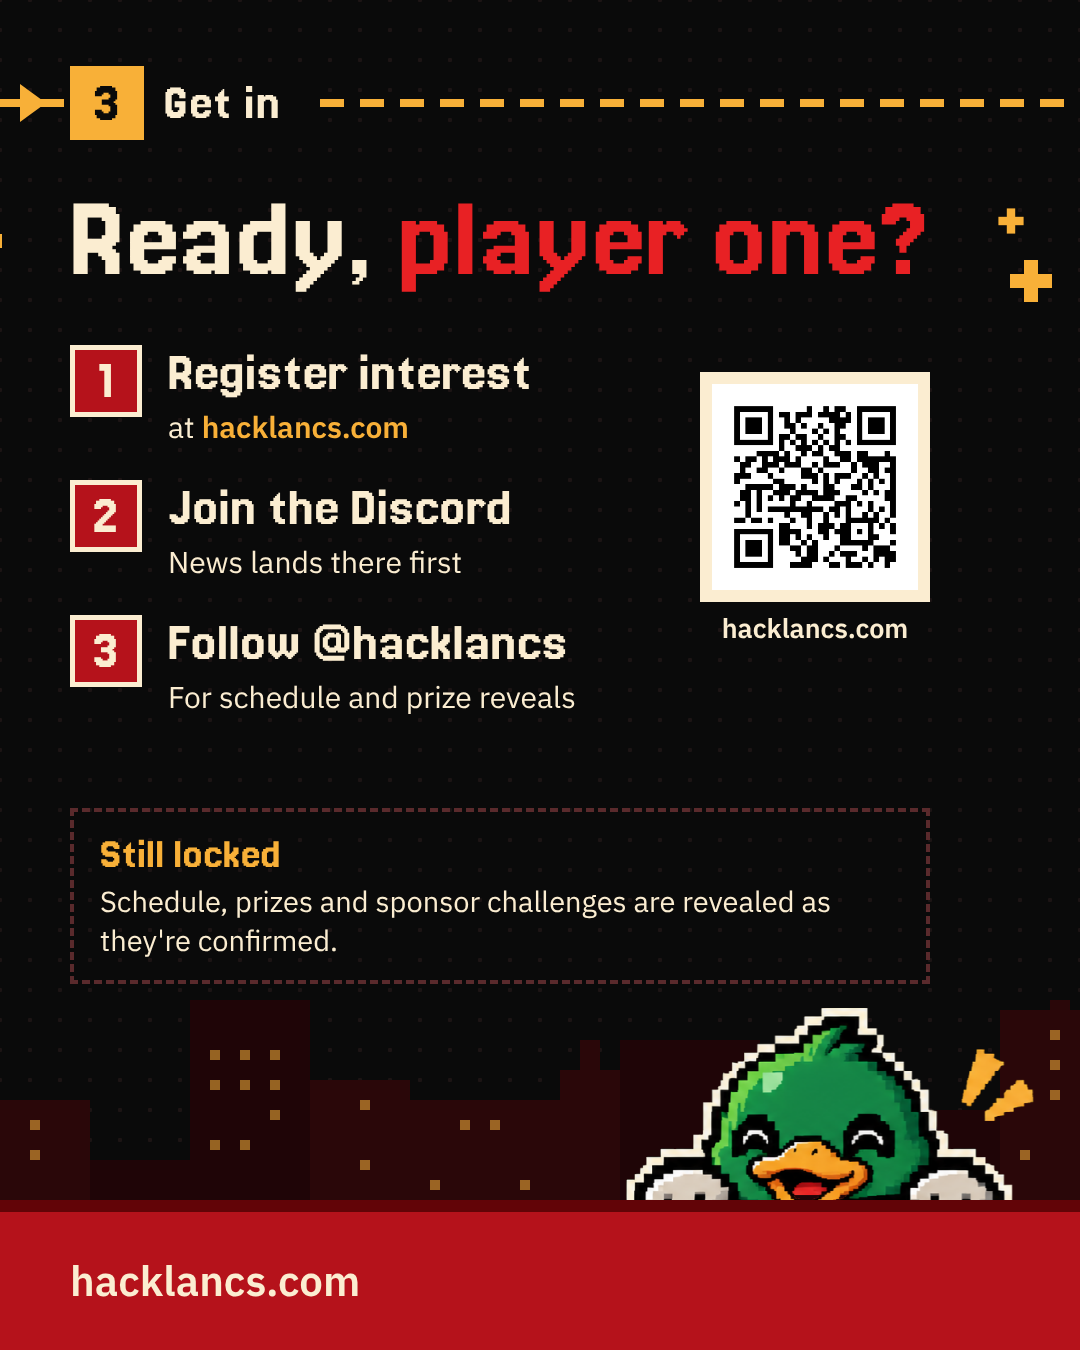 3 Get in
Ready, player one?
1 Register interest
at hacklancs.com
2 Join the Discord
News lands there first
3 Follow @hacklancs
For schedule and prize reveals
hacklancs.com
Still locked
Schedule, prizes and sponsor challenges are revealed as
they're confirmed.
hacklancs.com